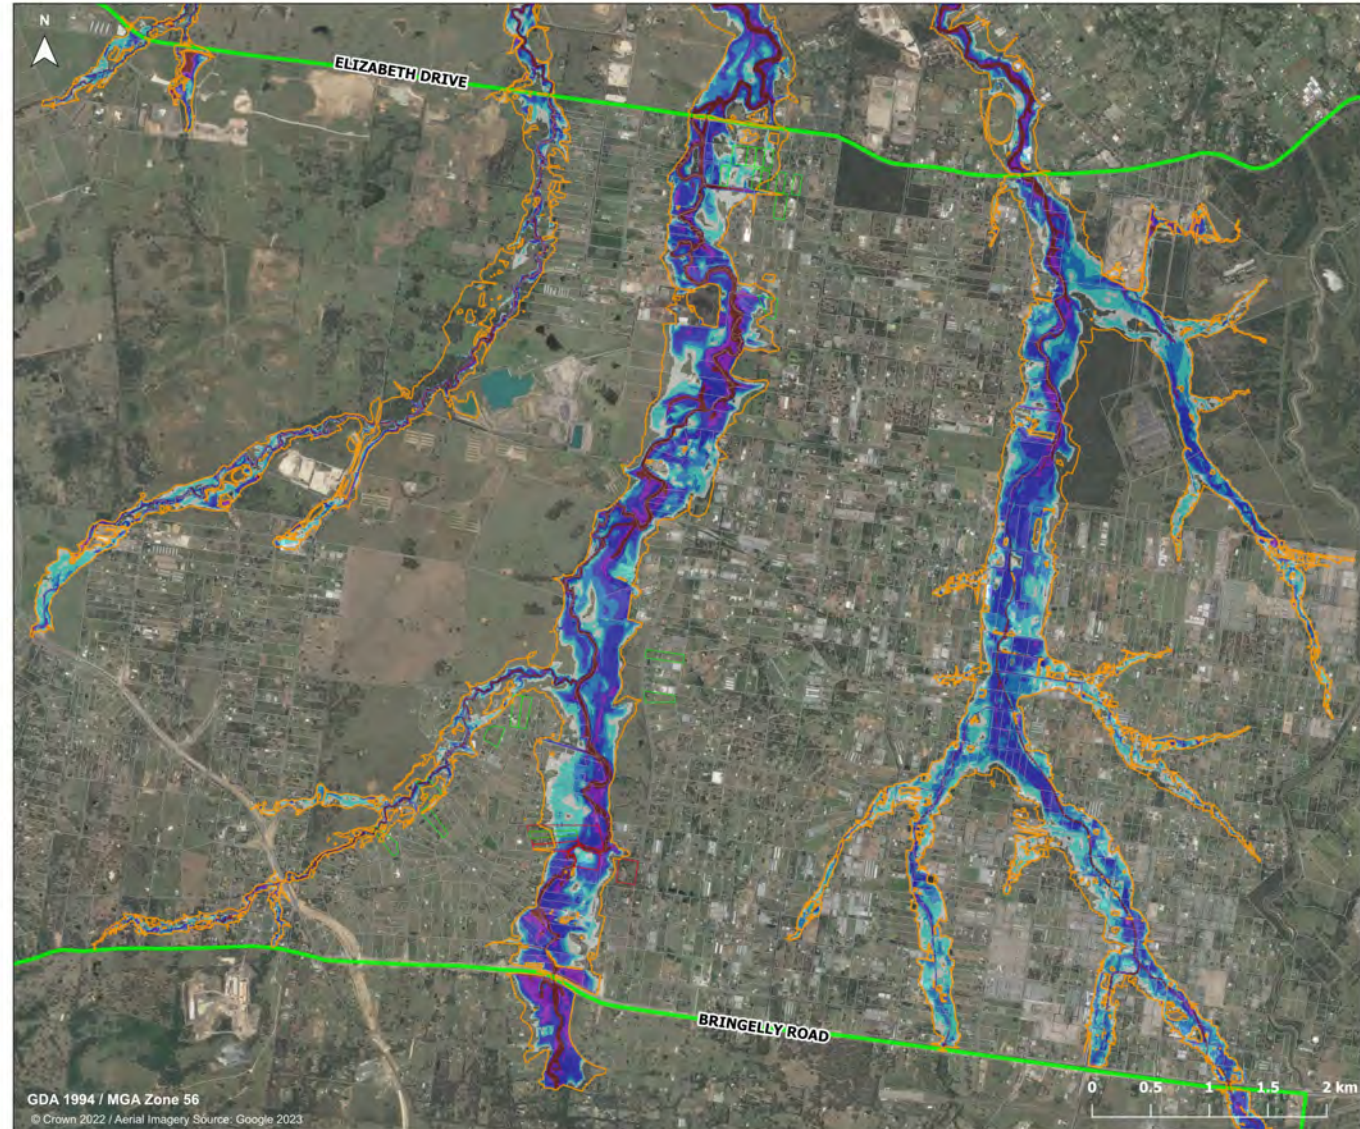 N
ELIZABETH DRIVE
BRINGELLY ROAD
GDA 1994 / MGA Zone 56
© Crown 2022 / Aerial Imagery Source: Google 2023
0 0.5 1 1.5 2 km